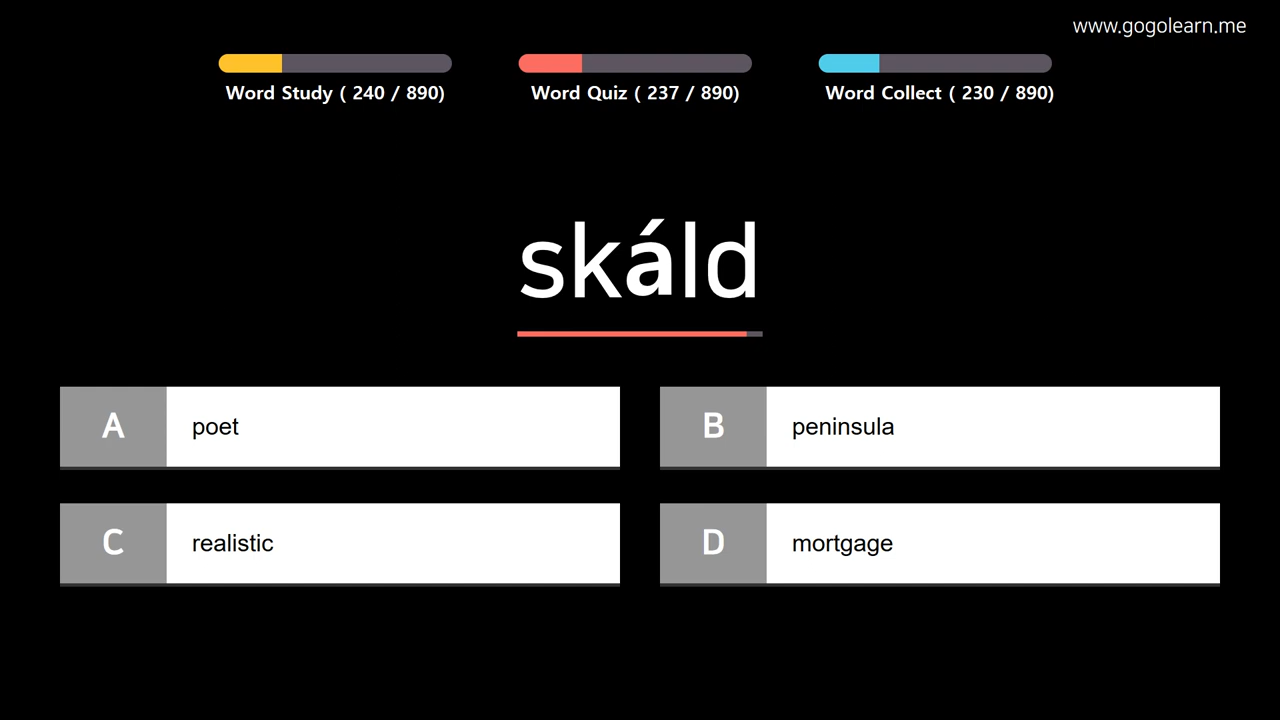 www.gogolearn.me
Word Study ( 240 / 890)
Word Quiz ( 237 / 890)
Word Collect ( 230 / 890)
skáld
A poet
B peninsula
C realistic
D mortgage